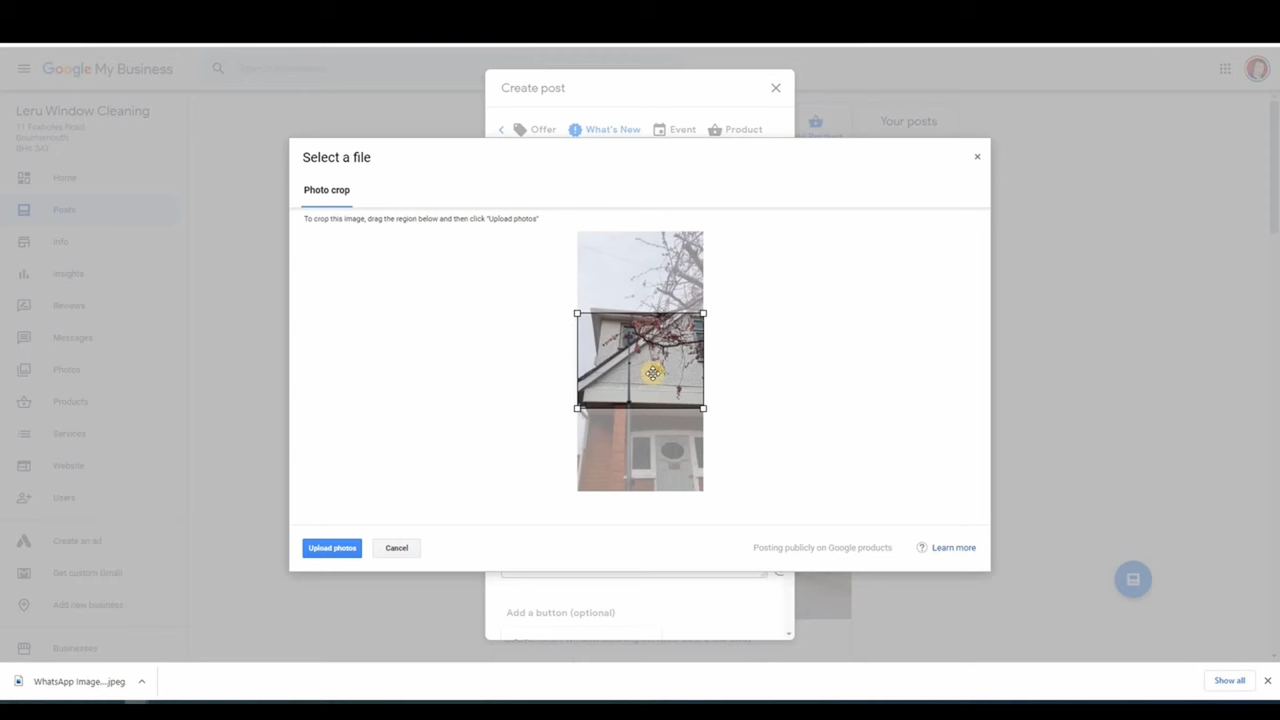 Google My Business
Search businesses
Leru Window Cleaning
Bournemouth
Home
Posts
Info
Insights
Reviews
Messages
Photos
Products
Services
Website
Users
Create an ad
Get custom Gmail
Add new business
Businesses
Create post
Offer
What's New
Event
Product
Your posts
Select a file
Photo crop
To crop this image, drag the region below and then click "Upload photos"
Upload photos
Cancel
Posting publicly on Google products
? Learn more
Add a button (optional)
WhatsApp Image....jpeg
Show all